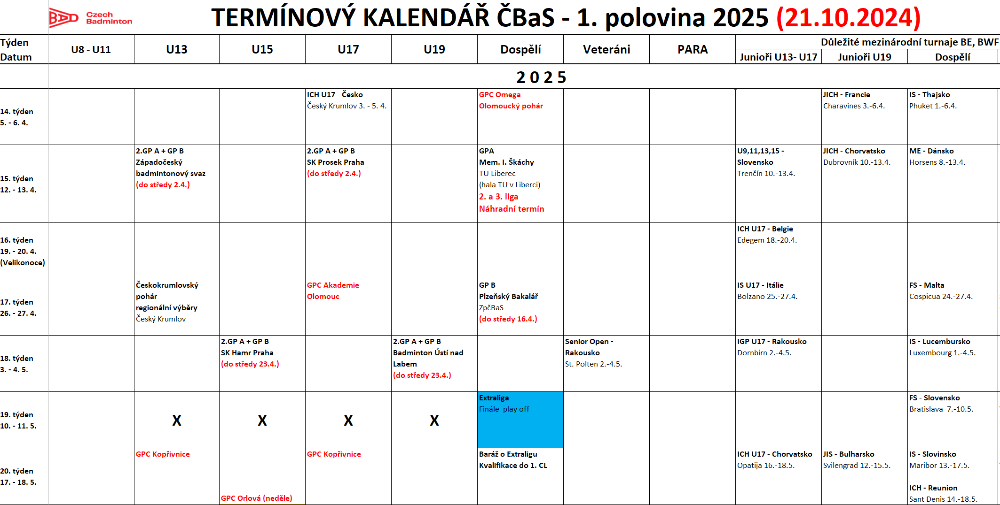 BAD Czech
Badminton
TERMÍNOVÝ KALENDÁŘ ČBaS - 1. polovina 2025 (21.10.2024)
Týden
Datum
U8 - U11
U13
U15
U17
U19
Dospělí
Veteráni
PARA
Důležité mezinárodní turnaje BE, BWF
Junioři U13- U17
Junioři U19
Dospělí
2 0 2 5
14. týden
5. - 6. 4.
ICH U17 - Česko
Český Krumlov 3. - 5. 4.
GPC Omega
Olomoucký pohár
JICH - Francie
Charavines 3.-6.4.
IS - Thajsko
Phuket 1.-6.4.
15. týden
12. - 13. 4.
2.GP A + GP B
Západočeský
badmintonový svaz
(do středy 2.4.)
2.GP A + GP B
SK Prosek Praha
(do středy 2.4.)
GPA
Mem. I. Škáchy
TU Liberec
(hala TU v Liberci)
2. a 3. liga
Náhradní termín
U9,11,13,15 -
Slovensko
Trenčín 10.-13.4.
JICH - Chorvatsko
Dubrovník 10.-13.4.
ME - Dánsko
Horsens 8.-13.4.
16. týden
19. - 20. 4.
(Velikonoce)
ICH U17 - Belgie
Edegem 18.-20.4.
17. týden
26. - 27. 4.
Českokrumlovský
pohár
regionální výběry
Český Krumlov
GPC Akademie
Olomouc
GP B
Plzeňský Bakalář
ZpčBaS
(do středy 16.4.)
IS U17 - Itálie
Bolzano 25.-27.4.
FS - Malta
Cospicua 24.-27.4.
18. týden
3. - 4. 5.
2.GP A + GP B
SK Hamr Praha
(do středy 23.4.)
2.GP A + GP B
Badminton Ústí nad
Labem
(do středy 23.4.)
Senior Open -
Rakousko
St. Polten 2.-4.5.
IGP U17 - Rakousko
Dornbirn 2.-4.5.
IS - Lucembursko
Luxembourg 1.-4.5.
19. týden
10. - 11. 5.
X
X
X
X
Extraliga
Finále  play off
FS - Slovensko
Bratislava  7.-10.5.
20. týden
17. - 18. 5.
GPC Kopřivnice
GPC Orlová (neděle)
GPC Kopřivnice
Baráž o Extraligu
Kvalifikace do 1. CL
ICH U17 - Chorvatsko
Opatija 16.-18.5.
JIS - Bulharsko
Svilengrad 12.-15.5.
IS - Slovinsko
Maribor 13.-17.5.
ICH - Reunion
Sant Denis 14.-18.5.